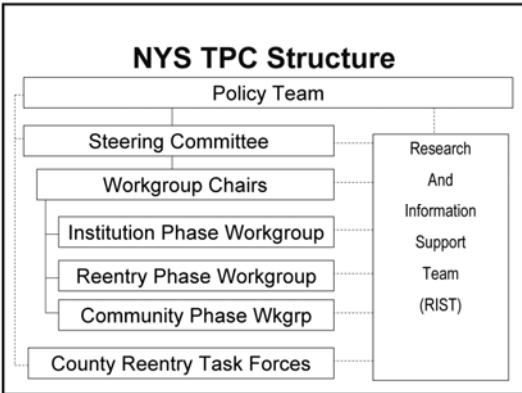 NYS TPC Structure
Policy Team
Steering Committee
Workgroup Chairs
Institution Phase Workgroup
Reentry Phase Workgroup
Community Phase Wkgrp
County Reentry Task Forces
Research
And
Information
Support
Team
(RIST)